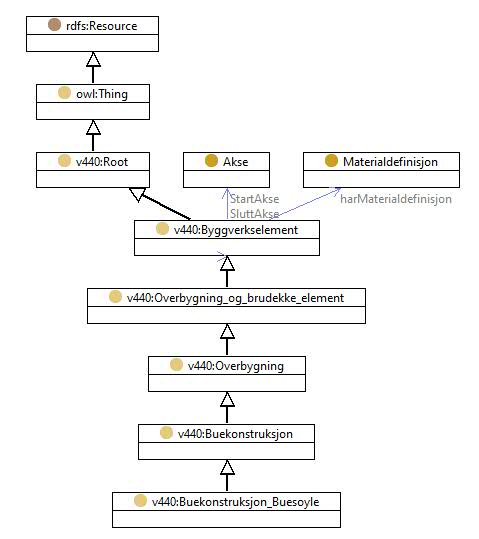 rdfs:Resource
owl:Thing
v440:Root
Akse
Materialdefinisjon
StartAkse
SluttAkse
harMaterialdefinisjon
v440:Byggverkselement
v440:Overbygning_og_brudekke_element
v440:Overbygning
v440:Buekonstruksjon
v440:Buekonstruksjon_Buesoyle